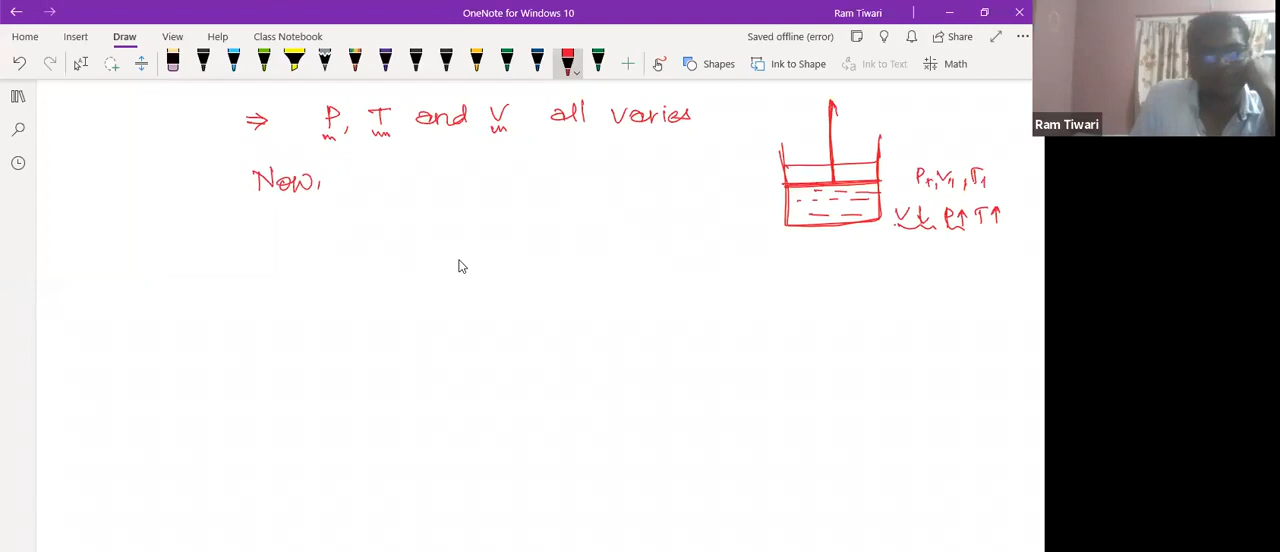 OneNote for Windows 10
Ram Tiwari
Home Insert Draw View Help Class Notebook
Saved offline (error) Share
Shapes Ink to Shape Ink to Text Math
⇒ P, T and V all varies
Now,
P₁, V₁, T₁
V↓ P↑ T↑
Ram Tiwari